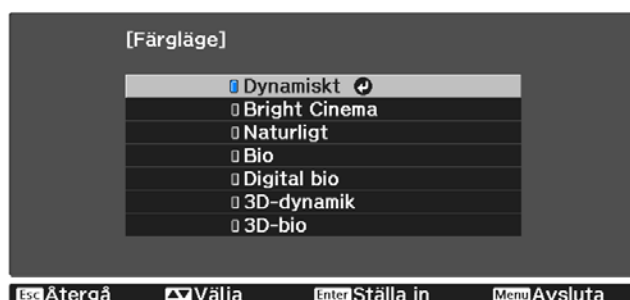 [Färgläge]
Dynamiskt
Bright Cinema
Naturligt
Bio
Digital bio
3D-dynamik
3D-bio
Esc Återgå Välja Enter Ställa in Menu Avsluta